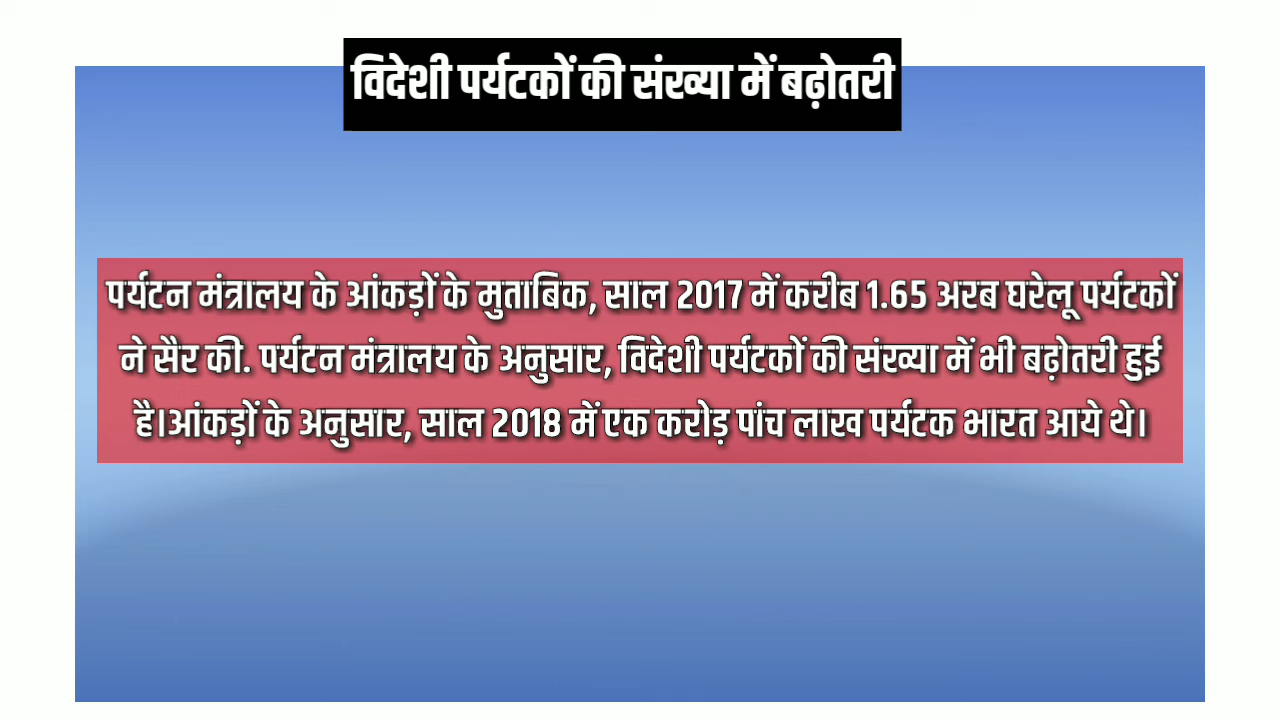 विदेशी पर्यटकों की संख्या में बढ़ोतरी
पर्यटन मंत्रालय के आंकड़ों के मुताबिक, साल 2017 में करीब 1.65 अरब घरेलू पर्यटकों
ने सैर की. पर्यटन मंत्रालय के अनुसार, विदेशी पर्यटकों की संख्या में भी बढ़ोतरी हुई
है।आंकड़ों के अनुसार, साल 2018 में एक करोड़ पांच लाख पर्यटक भारत आये थे।